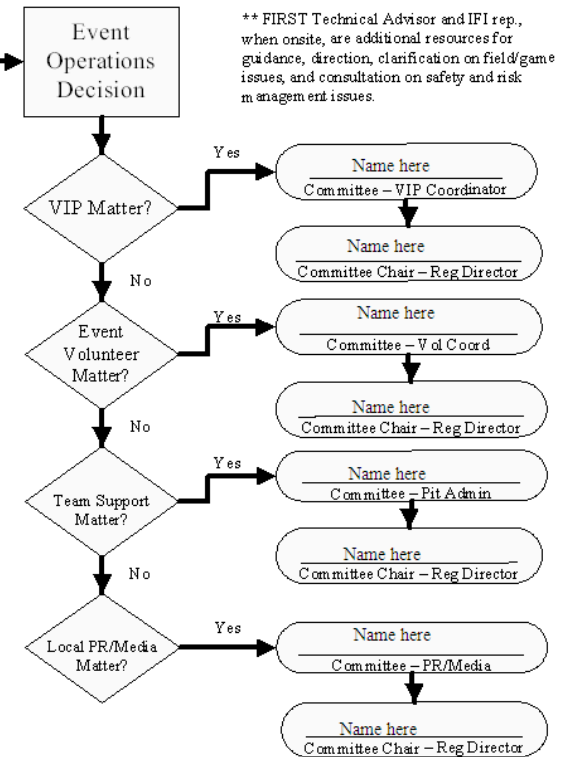 Event
Operations
Decision
** FIRST Technical Advisor and IFI rep.,
when onsite, are additional resources for
guidance, direction, clarification on field/game
issues, and consultation on safety and risk
management issues.
VIP Matter?
Yes
Name here
Committee – VIP Coordinator
Name here
Committee Chair – Reg Director
No
Event
Volunteer
Matter?
Yes
Name here
Committee – Vol Coord
Name here
Committee Chair – Reg Director
No
Team Support
Matter?
Yes
Name here
Committee – Pit Admin
Name here
Committee Chair – Reg Director
No
Local PR/Media
Matter?
Yes
Name here
Committee – PR/Media
Name here
Committee Chair – Reg Director